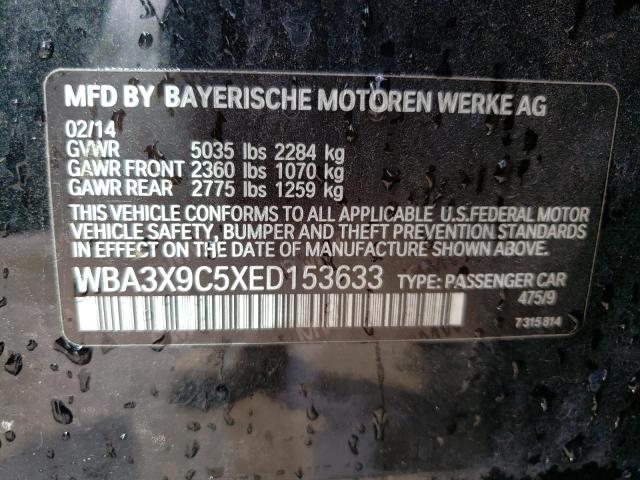 MFD BY BAYERISCHE MOTOREN WERKE AG
02/14
GVWR 5035 lbs 2284 kg
GAWR FRONT 2360 lbs 1070 kg
GAWR REAR 2775 lbs 1259 kg
THIS VEHICLE CONFORMS TO ALL APPLICABLE U.S.FEDERAL MOTOR
VEHICLE SAFETY, BUMPER AND THEFT PREVENTION STANDARDS
IN EFFECT ON THE DATE OF MANUFACTURE SHOWN ABOVE.
WBA3X9C5XED153633 TYPE: PASSENGER CAR
475/9
7315814